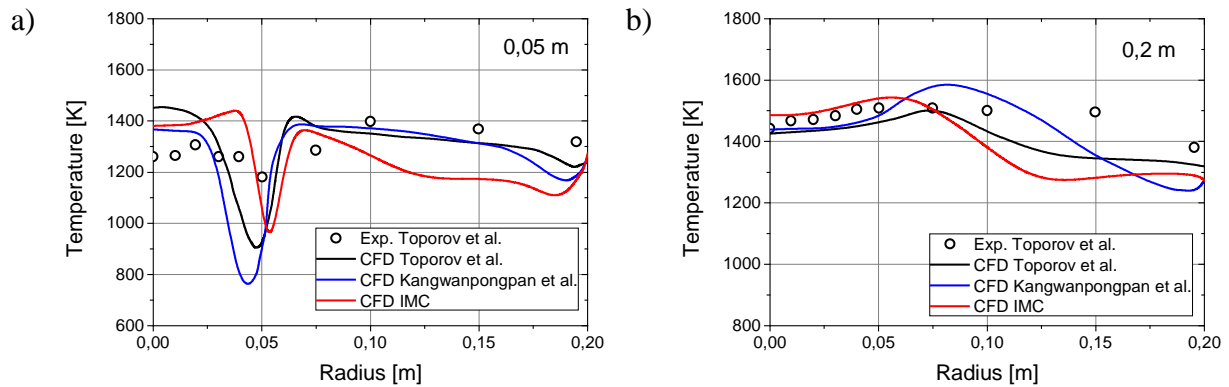 a)
1800
1600
1400
1200
1000
800
600
Temperature [K]
0,05 m
Exp. Toporov et al.
CFD Toporov et al.
CFD Kangwanpongpan et al.
CFD IMC
0,00 0,05 0,10 0,15 0,20
Radius [m]
b)
1800
1600
1400
1200
1000
800
Temperature [K]
0,2 m
Exp. Toporov et al.
CFD Toporov et al.
CFD Kangwanpongpan et al.
CFD IMC
0,00 0,05 0,10 0,15 0,20
Radius [m]